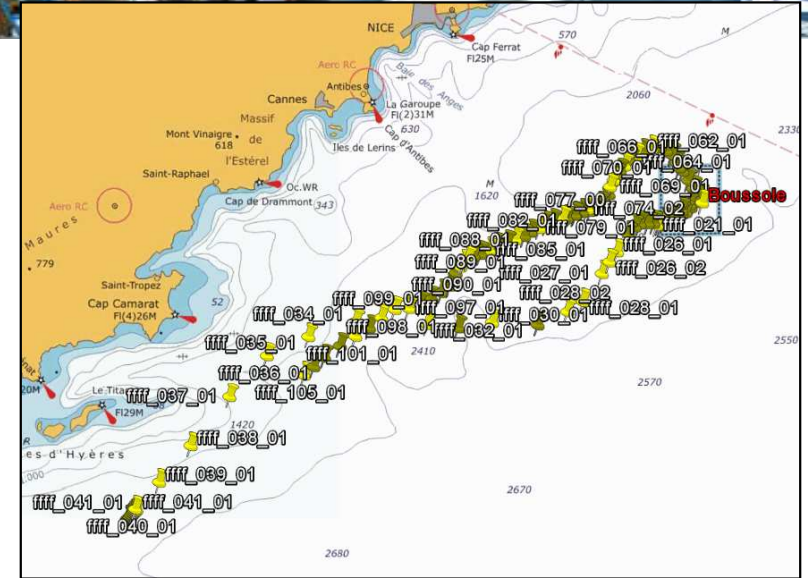 NICE
570
M
Cap Ferrat
Fl25M
Aero RC
Antibes
Baie des Anges
2060
Cannes
La Garoupe
Fl(2)31M
Massif
de
l'Estérel
Mont Vinaigre
618
Iles de Lerins
630
Cap d'Antibes
2330
ffff_066_01
ffff_062_01
ffff_070_01
ffff_064_01
Saint-Raphael
Oc.WR
M
1620
ffff_069_01
Boussole
Aero RC
Cap de Drammont
343
ffff_077_00
ffff_074_02
ffff_082_01
ffff_079_01
ffff_021_01
Maures
ffff_088_01
ffff_085_01
ffff_026_01
779
ffff_089_01
ffff_027_01
ffff_026_02
Saint-Tropez
ffff_090_01
ffff_028_02
Cap Camarat
Fl(4)26M
52
ffff_034_01
ffff_099_01
ffff_097_01
ffff_030_01
ffff_028_01
ffff_098_01
ffff_032_01
ffff_035_01
ffff_101_01
2410
2550
ffff_036_01
20M
Le Tita
ffff_037_01
ffff_105_01
2570
Fl29M
1420
ffff_038_01
es d'Hyères
ffff_039_01
2670
ffff_041_01
ffff_041_01
ffff_040_01
2680